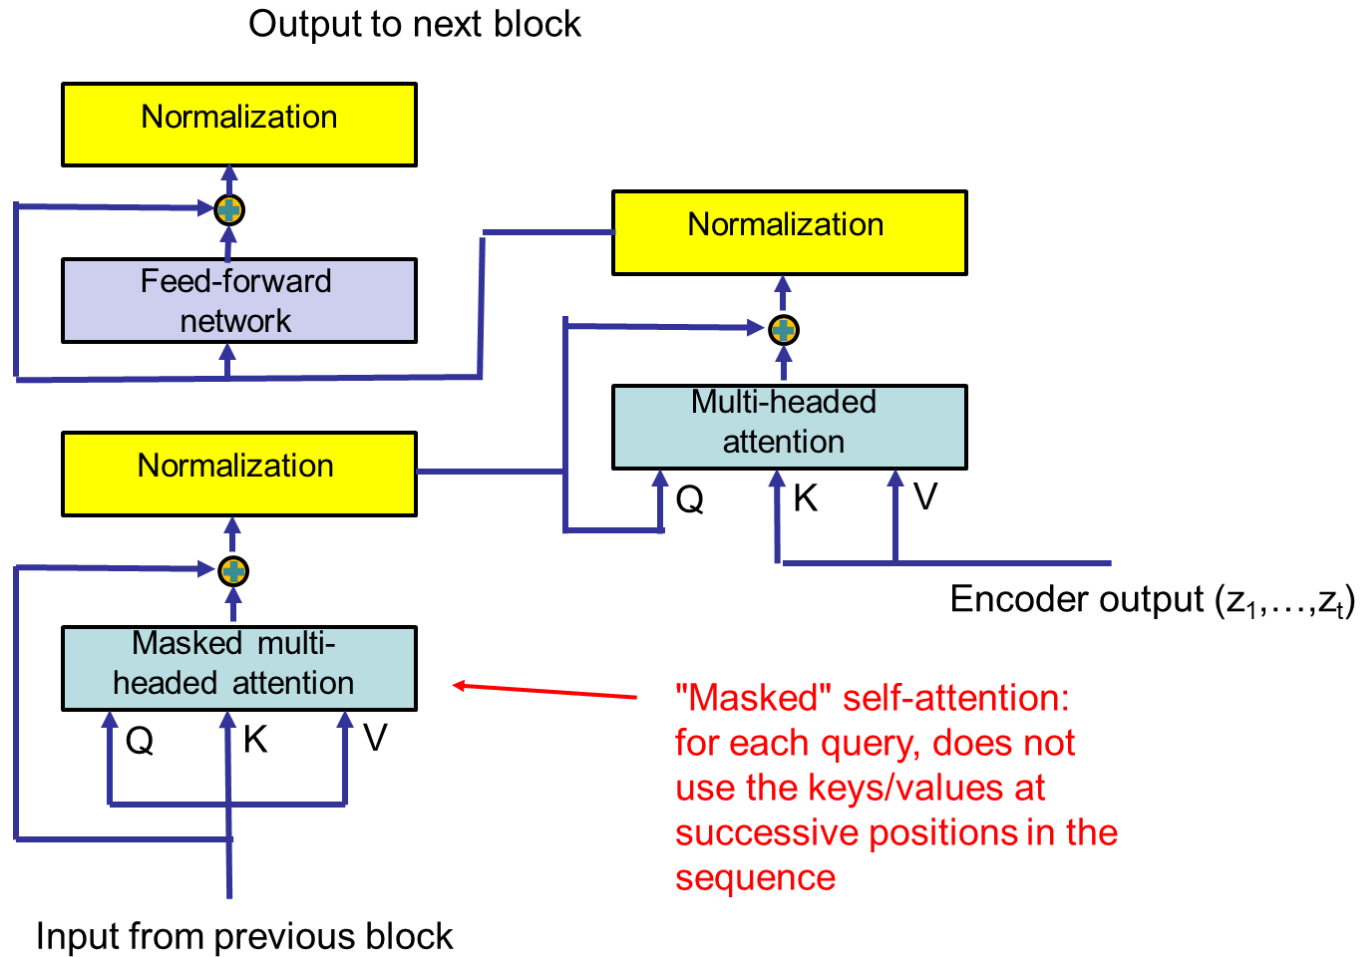 Output to next block
Normalization
Normalization
Feed-forward
network
Multi-headed
attention
Normalization
Q
K
V
Encoder output (z₁,…,zₜ)
Masked multi-
headed attention
Q
K
V
"Masked" self-attention:
for each query, does not
use the keys/values at
successive positions in the
sequence
Input from previous block